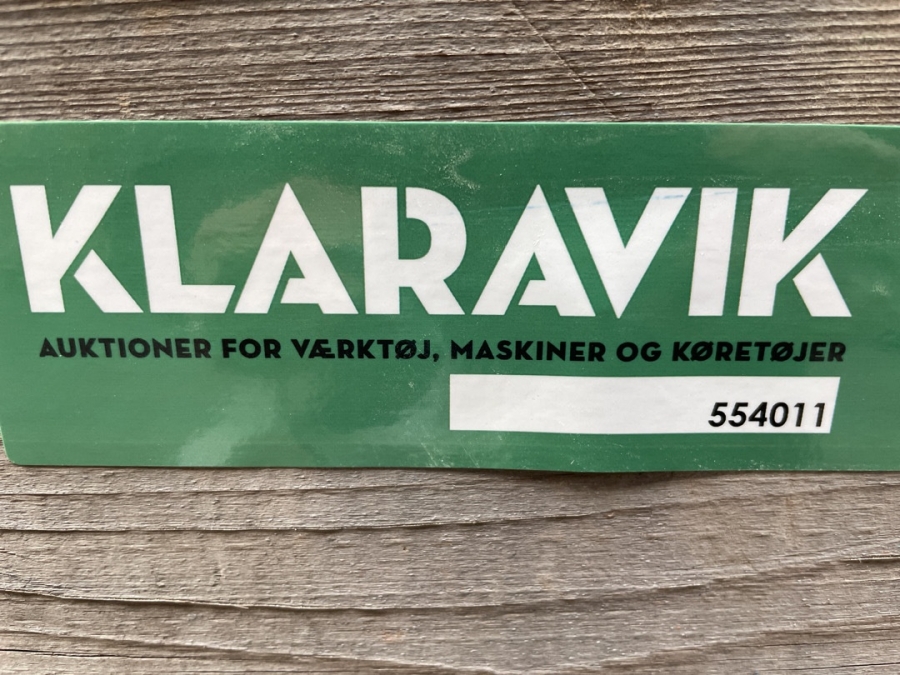 KLARAVIK
AUKTIONER FOR VÆRKTØJ, MASKINER OG KØRETØJER
554011